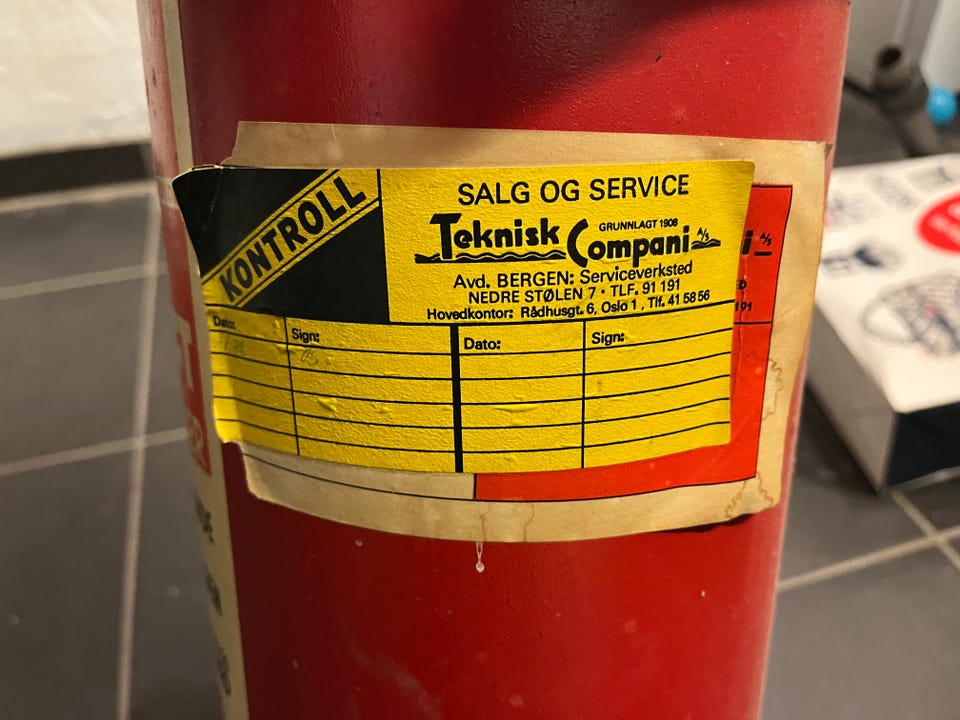 KONTROLL
SALG OG SERVICE
GRUNNLAGT 1908
Teknisk Compani A/S
Avd. BERGEN: Serviceverksted
NEDRE STØLEN 7 · TLF. 91 191
Hovedkontor: Rådhusgt. 6, Oslo 1, Tlf. 41 58 56
Dato: Sign: Dato: Sign:
i A/S
91